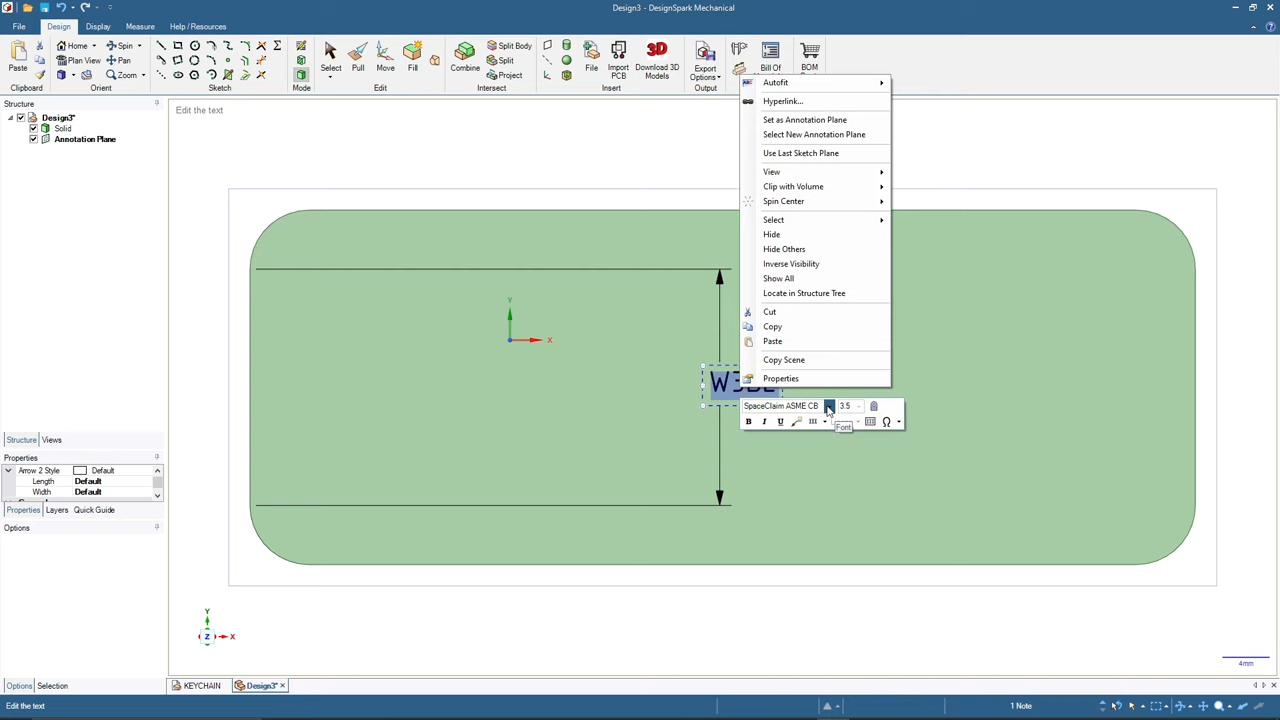 Design3 - DesignSpark Mechanical
File Design Display Measure Help / Resources
Paste
Home
Plan View
Spin
Pan
Zoom
Select
Pull
Move
Fill
Combine
Split Body
Split
Project
File
Import PCB
Download 3D Models
Export Options
Bill Of
BOM
Clipboard Orient Sketch Mode Edit Intersect Insert Output
Structure
Design3*
Solid
Annotation Plane
Edit the text
Autofit
Hyperlink...
Set as Annotation Plane
Select New Annotation Plane
Use Last Sketch Plane
View
Clip with Volume
Spin Center
Select
Hide
Hide Others
Inverse Visibility
Show All
Locate in Structure Tree
Cut
Copy
Paste
Copy Scene
Properties
Y
X
SpaceClaim ASME CB 3.5
B I U Ω
Font
Structure Views
Properties
Arrow 2 Style Default
Length Default
Width Default
Properties Layers Quick Guide
Options
Y
Z X
4mm
Options Selection
KEYCHAIN Design3*
Edit the text
1 Note